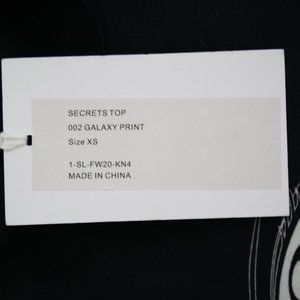 SECRETS TOP
002 GALAXY PRINT
Size XS
1-SL-FW20-KN4
MADE IN CHINA